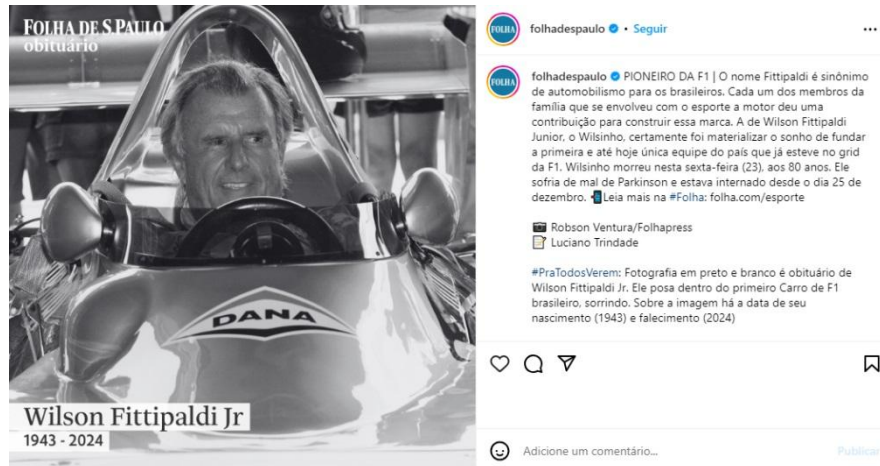 FOLHA DE S.PAULO
obituário
DANA
Wilson Fittipaldi Jr
1943 - 2024
FOLHA
folhadespaulo • Seguir
FOLHA
folhadespaulo PIONEIRO DA F1 | O nome Fittipaldi é sinônimo
de automobilismo para os brasileiros. Cada um dos membros da
família que se envolveu com o esporte a motor deu uma
contribuição para construir essa marca. A de Wilson Fittipaldi
Junior, o Wilsinho, certamente foi materializar o sonho de fundar
a primeira e até hoje única equipe do país que já esteve no grid
da F1. Wilsinho morreu nesta sexta-feira (23), aos 80 anos. Ele
sofria de mal de Parkinson e estava internado desde o dia 25 de
dezembro. Leia mais na #Folha: folha.com/esporte
Robson Ventura/Folhapress
Luciano Trindade
#PraTodosVerem: Fotografia em preto e branco é obituário de
Wilson Fittipaldi Jr. Ele posa dentro do primeiro Carro de F1
brasileiro, sorrindo. Sobre a imagem há a data de seu
nascimento (1943) e falecimento (2024)
Adicione um comentário...
Publicar